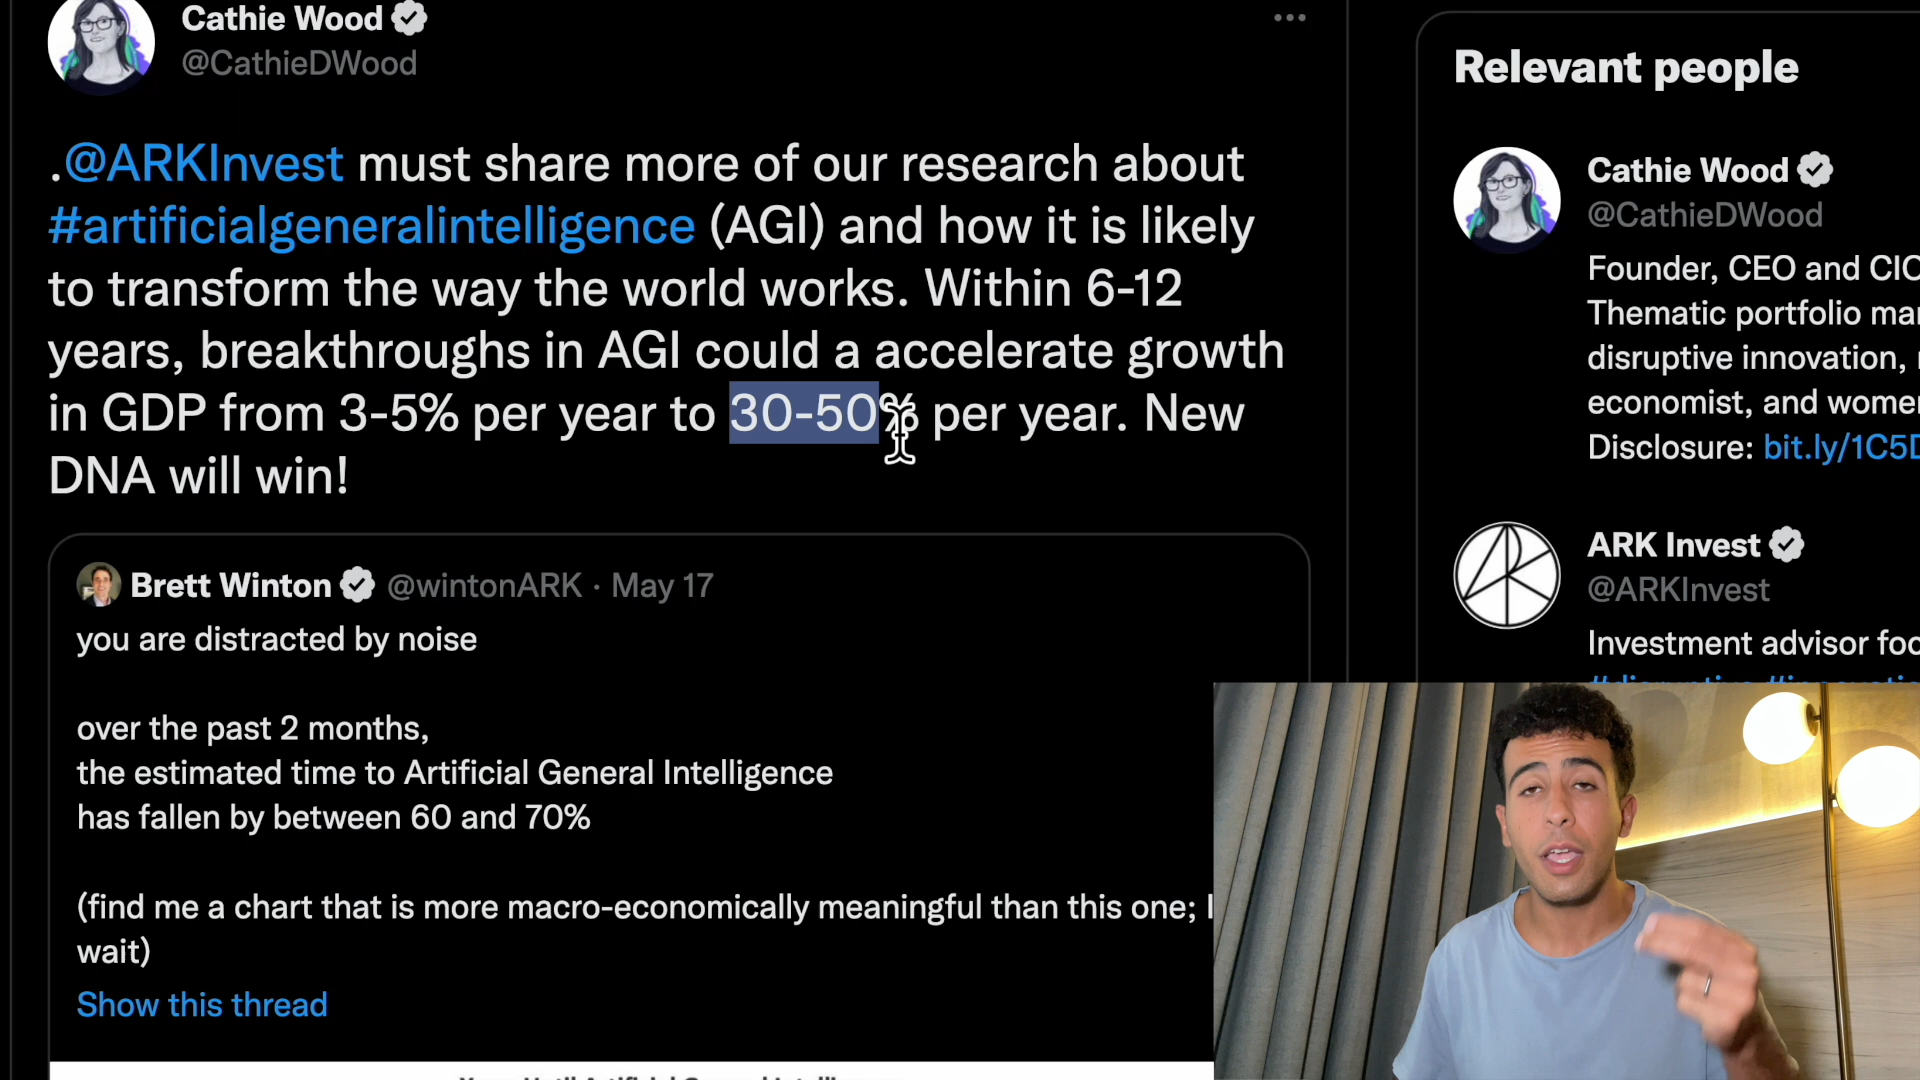 Cathie Wood
@CathieDWood
.@ARKInvest must share more of our research about
#artificialgeneralintelligence (AGI) and how it is likely
to transform the way the world works. Within 6-12
years, breakthroughs in AGI could a accelerate growth
in GDP from 3-5% per year to 30-50% per year. New
DNA will win!
Brett Winton @wintonARK · May 17
you are distracted by noise
over the past 2 months,
the estimated time to Artificial General Intelligence
has fallen by between 60 and 70%
(find me a chart that is more macro-economically meaningful than this one; I
wait)
Show this thread
Relevant people
Cathie Wood
@CathieDWood
Founder, CEO and CIO
Thematic portfolio
disruptive innovation,
economist, and
Disclosure: bit.ly/1C5
ARK Invest
@ARKInvest
Investment advisor